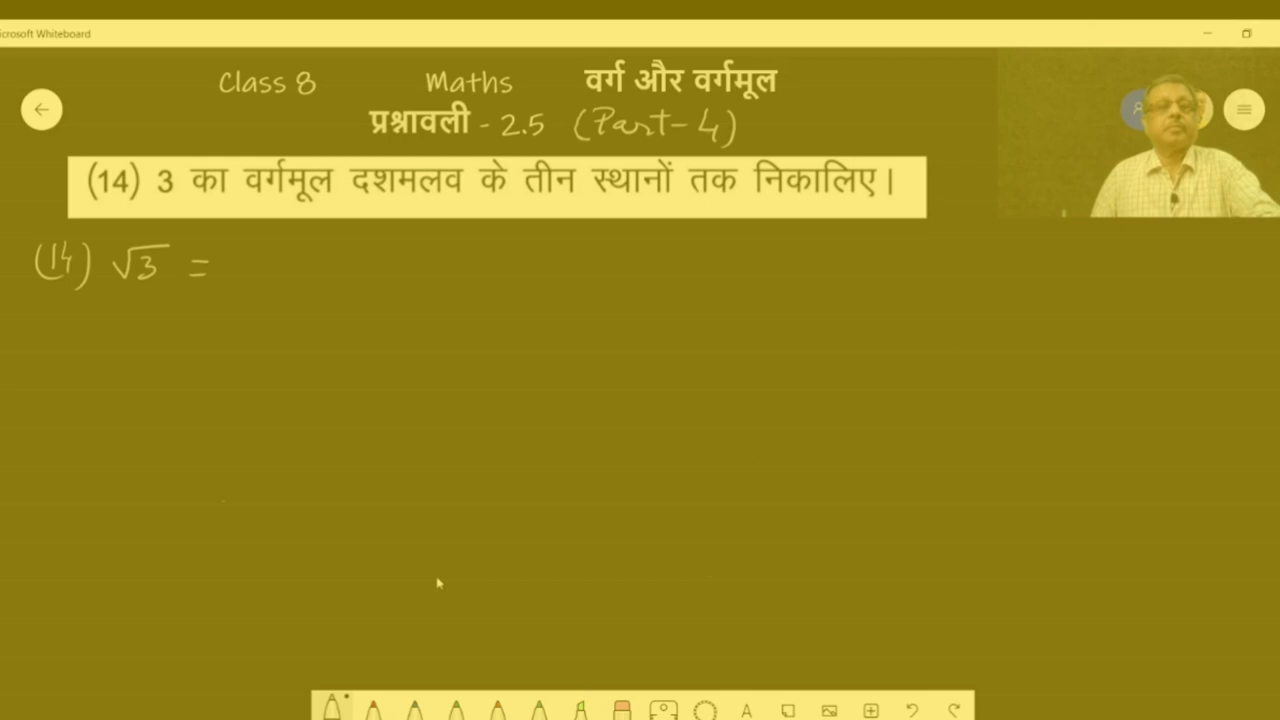 icrosoft Whiteboard
Class 8 Maths वर्ग और वर्गमूल
प्रश्नावली - 2.5 (Part-4)
(14) 3 का वर्गमूल दशमलव के तीन स्थानों तक निकालिए।
(14) √3 =